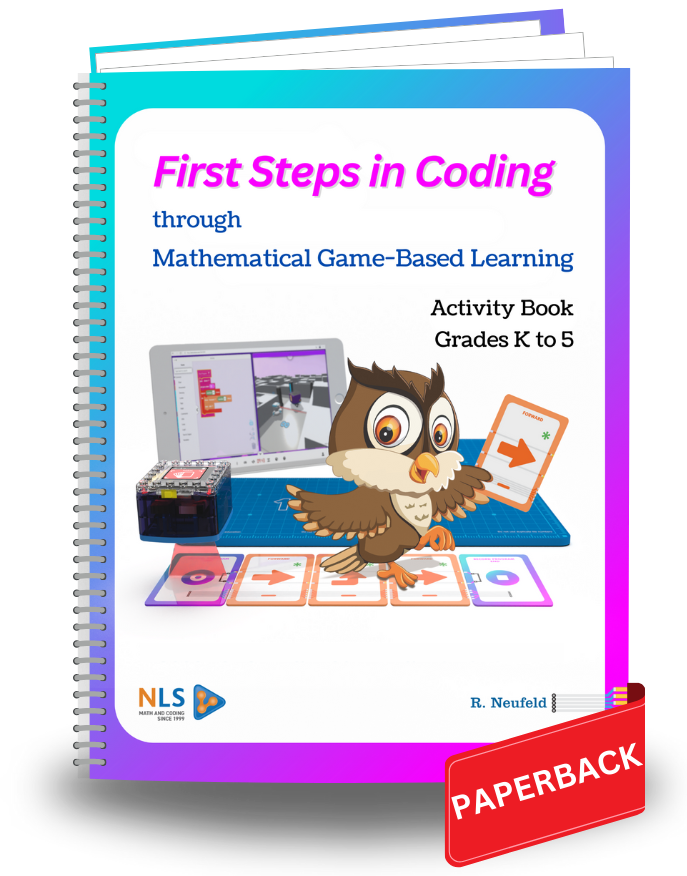 First Steps in Coding
through
Mathematical Game-Based Learning
Activity Book
Grades K to 5
FORWARD
NLS
MATH AND CODING
SINCE 1999
R. Neufeld
PAPERBACK